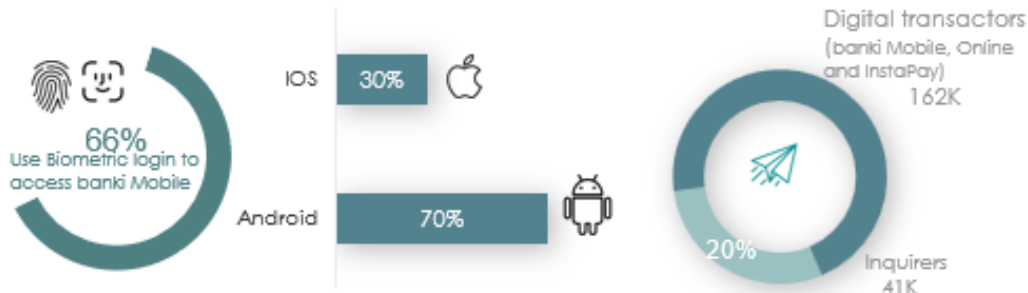 66%
Use Biometric login to
access banki Mobile
IOS
30%
Android
70%
Digital transactors
(banki Mobile, Online
and InstaPay)
162K
20%
Inquirers
41K